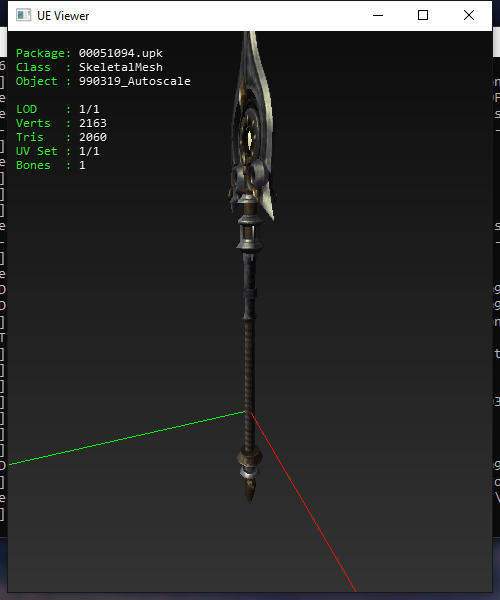 UE Viewer
Package: 00051094.upk
Class : SkeletalMesh
Object : 990319_Autoscale
LOD : 1/1
Verts : 2163
Tris : 2060
UV Set : 1/1
Bones : 1